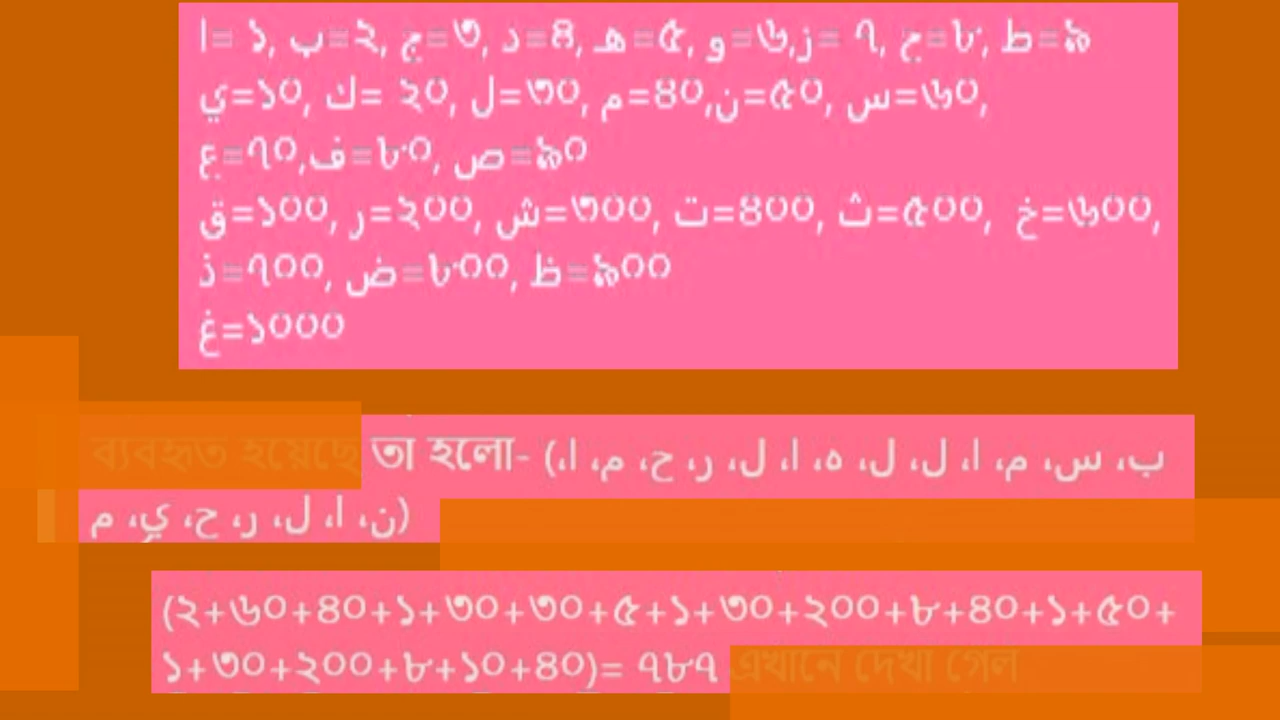 ا= ১, ب=২, ج=৩, د=৪, هـ=৫, و=৬,ز= ৭, ح=৮, ط=৯
ي=১০, ك= ২০, ل=৩০, م=৪০,ن=৫০, س=৬০,
ع=৭০,ف=৮০, ص=৯০
ق=১০০, ر=২০০, ش=৩০০, ت=৪০০, ث=৫০০, خ=৬০০,
ذ=৭০০, ض=৮০০, ظ=৯০০
غ=১০০০
ব্যবহৃত হয়েছে তা হলো- (ب، س، م، ا، ل، ل، ه، ا، ل، ر، ح، م، ا،
ن، ا، ل، ر، ح، ي، م)
(২+৬০+৪০+১+৩০+৩০+৫+১+৩০+২০০+৮+৪০+১+৫০+
১+৩০+২০০+৮+১০+৪০)= ৭৮৭ এখানে দেখা গেল